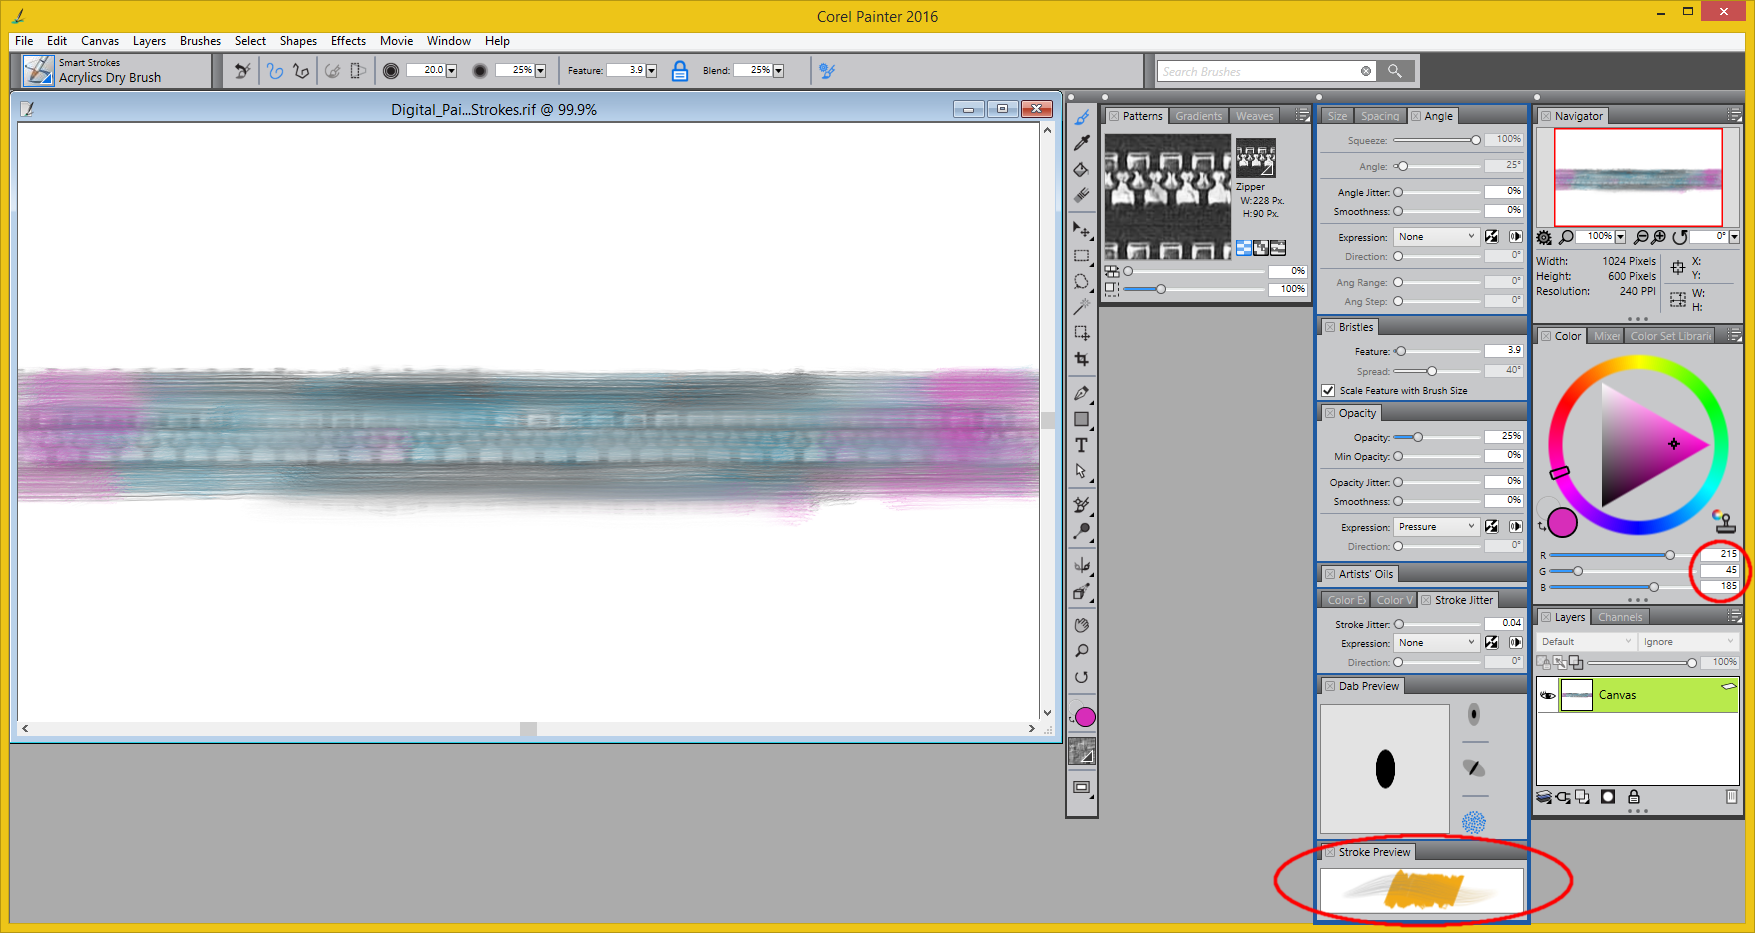 Corel Painter 2016
File Edit Canvas Layers Brushes Select Shapes Effects Movie Window Help
Smart Strokes
Acrylics Dry Brush
20.0 25% Feature: 3.9 Blend: 25%
Search Brushes
Digital_Pai...Strokes.rif @ 99.9%
Patterns Gradients Weaves
Zipper
W:228 Px.
H:90 Px.
0%
100%
Size Spacing Angle
Squeeze: 100%
Angle: 25°
Angle Jitter: 0%
Smoothness: 0%
Expression: None
Direction: 0°
Ang Range: 0°
Ang Step: 0°
Bristles
Feature: 3.9
Spread: 40°
Scale Feature with Brush Size
Opacity
Opacity: 25%
Min Opacity: 0%
Opacity Jitter: 0%
Smoothness: 0%
Expression: Pressure
Direction: 0°
Artists' Oils
Color Ex Color V Stroke Jitter
Stroke Jitter: 0.04
Expression: None
Direction: 0°
Dab Preview
Stroke Preview
Navigator
100% 0°
Width: 1024 Pixels X:
Height: 600 Pixels Y:
Resolution: 240 PPI W:
H:
Color Mixer Color Set Librari
R 215
G 45
B 185
Layers Channels
Default Ignore
100%
Canvas
T